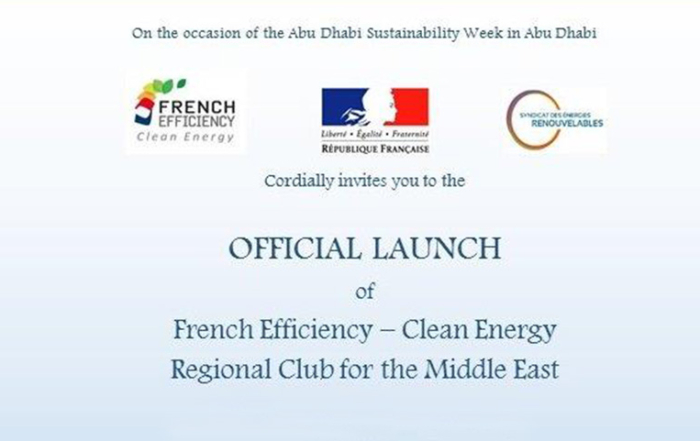 On the occasion of the Abu Dhabi Sustainability Week in Abu Dhabi
FRENCH
EFFICIENCY
Clean Energy
Liberté • Égalité • Fraternité
RÉPUBLIQUE FRANÇAISE
SYNDICAT DES ÉNERGIES
RENOUVELABLES
Cordially invites you to the
OFFICIAL LAUNCH
of
French Efficiency – Clean Energy
Regional Club for the Middle East